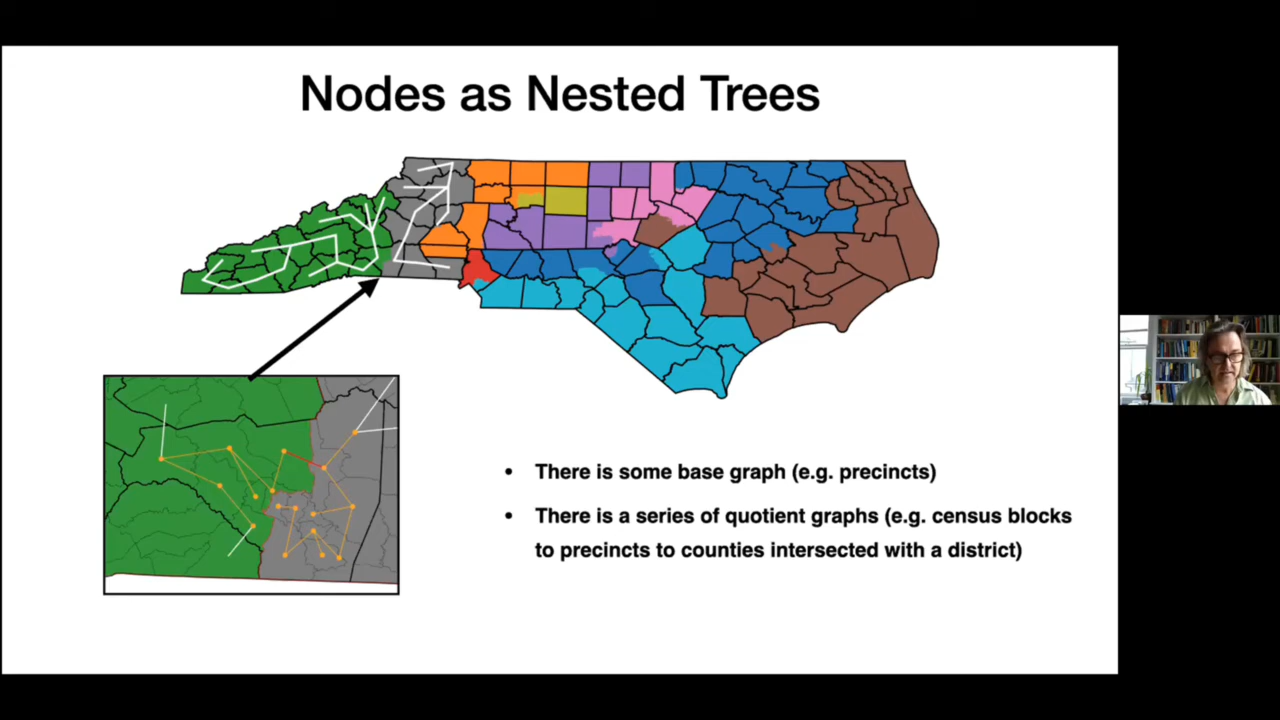 Nodes as Nested Trees
• There is some base graph (e.g. precincts)
• There is a series of quotient graphs (e.g. census blocks
to precincts to counties intersected with a district)